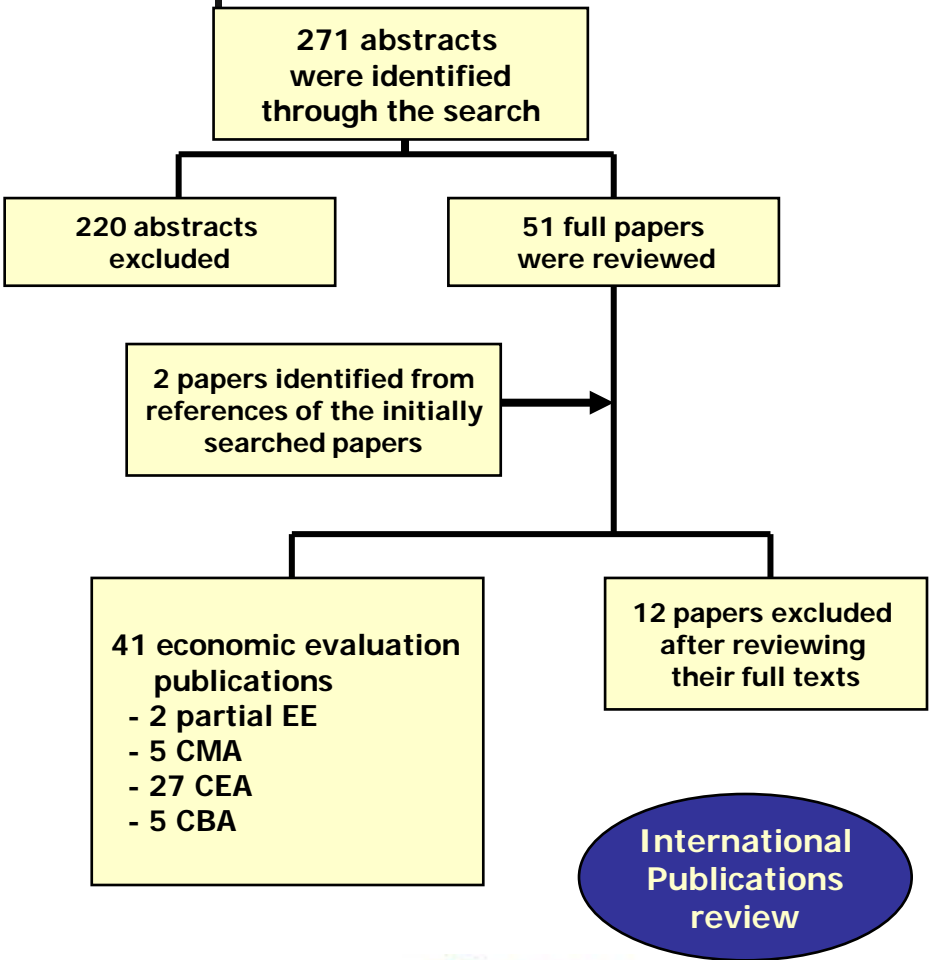 271 abstracts
were identified
through the search
220 abstracts
excluded
51 full papers
were reviewed
2 papers identified from
references of the initially
searched papers
41 economic evaluation
publications
- 2 partial EE
- 5 CMA
- 27 CEA
- 5 CBA
12 papers excluded
after reviewing
their full texts
International
Publications
review